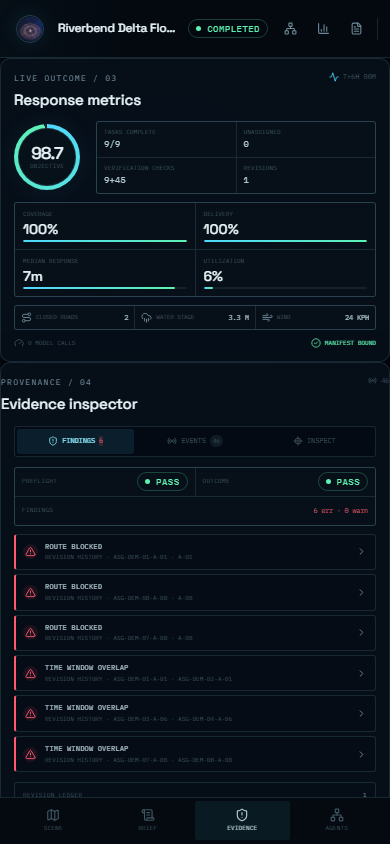 Riverbend Delta Flo...
COMPLETED
LIVE OUTCOME / 03
T+6H 00M
Response metrics
98.7
OBJECTIVE
TASKS COMPLETE
9/9
UNASSIGNED
0
VERIFICATION CHECKS
9+45
REVISIONS
1
COVERAGE
100%
DELIVERY
100%
MEDIAN RESPONSE
7m
UTILIZATION
6%
CLOSED ROADS
2
WATER STAGE
3.3 M
WIND
24 KPH
0 MODEL CALLS
MANIFEST BOUND
PROVENANCE / 04
Evidence inspector
FINDINGS 6
EVENTS
INSPECT
PREFLIGHT
PASS
OUTCOME
PASS
FINDINGS
6 err · 0 warn
ROUTE BLOCKED
REVISION HISTORY · ASG-DEM-01-A-01 · A-01
ROUTE BLOCKED
REVISION HISTORY · ASG-DEM-08-A-08 · A-08
ROUTE BLOCKED
REVISION HISTORY · ASG-DEM-07-A-08 · A-08
TIME WINDOW OVERLAP
REVISION HISTORY · ASG-DEM-01-A-01 · ASG-DEM-02-A-01
TIME WINDOW OVERLAP
REVISION HISTORY · ASG-DEM-03-A-06 · ASG-DEM-04-A-06
TIME WINDOW OVERLAP
REVISION HISTORY · ASG-DEM-07-A-08 · ASG-DEM-08-A-08
REVISION LEDGER
1
SCENE
BRIEF
EVIDENCE
AGENTS